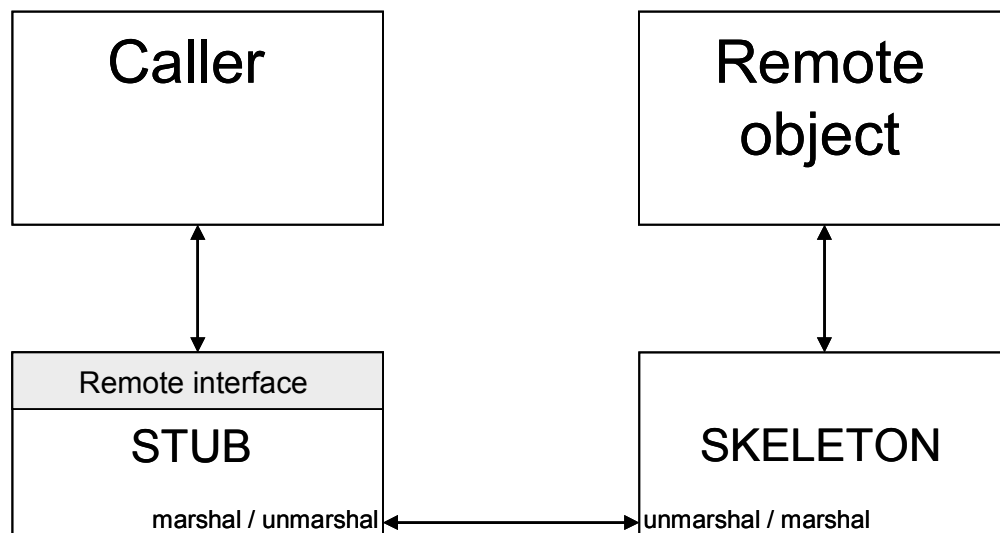 Caller
Remote
object
Remote interface
STUB
SKELETON
marshal / unmarshal
unmarshal / marshal